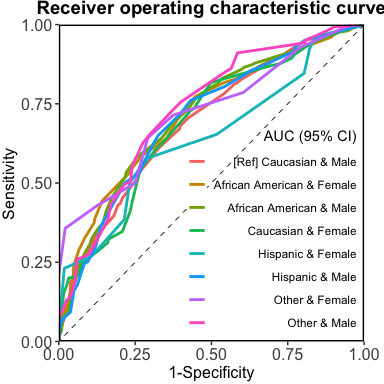 Receiver operating characteristic curve
1.00
0.75
0.50
0.25
0.00
Sensitivity
AUC (95% CI)
[Ref] Caucasian & Male
African American & Female
African American & Male
Caucasian & Female
Hispanic & Female
Hispanic & Male
Other & Female
Other & Male
0.00 0.25 0.50 0.75 1.00
1-Specificity